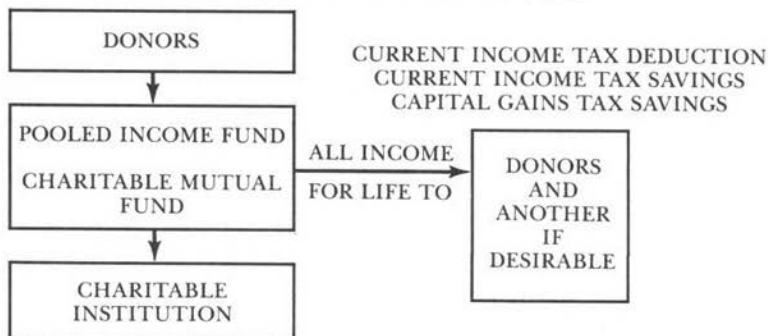 DONORS
CURRENT INCOME TAX DEDUCTION
CURRENT INCOME TAX SAVINGS
CAPITAL GAINS TAX SAVINGS
POOLED INCOME FUND
CHARITABLE MUTUAL
FUND
ALL INCOME
FOR LIFE TO
DONORS
AND
ANOTHER
IF
DESIRABLE
CHARITABLE
INSTITUTION